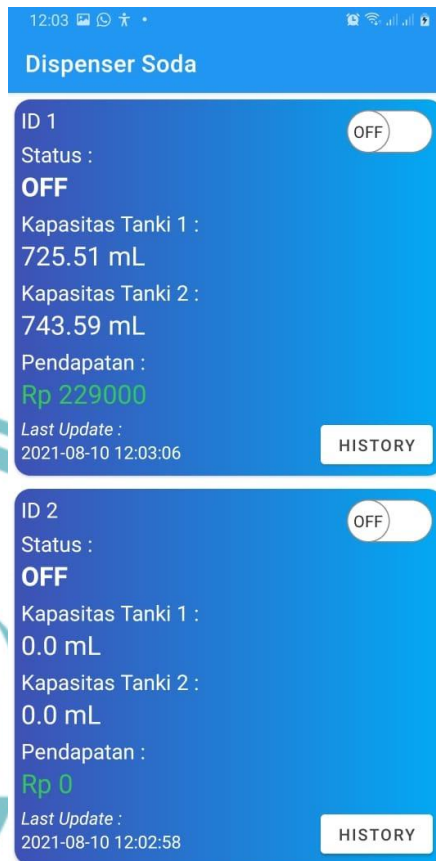 12:03
Dispenser Soda
ID 1
OFF
Status :
OFF
Kapasitas Tanki 1 :
725.51 mL
Kapasitas Tanki 2 :
743.59 mL
Pendapatan :
Rp 229000
Last Update :
2021-08-10 12:03:06
HISTORY
ID 2
OFF
Status :
OFF
Kapasitas Tanki 1 :
0.0 mL
Kapasitas Tanki 2 :
0.0 mL
Pendapatan :
Rp 0
Last Update :
2021-08-10 12:02:58
HISTORY